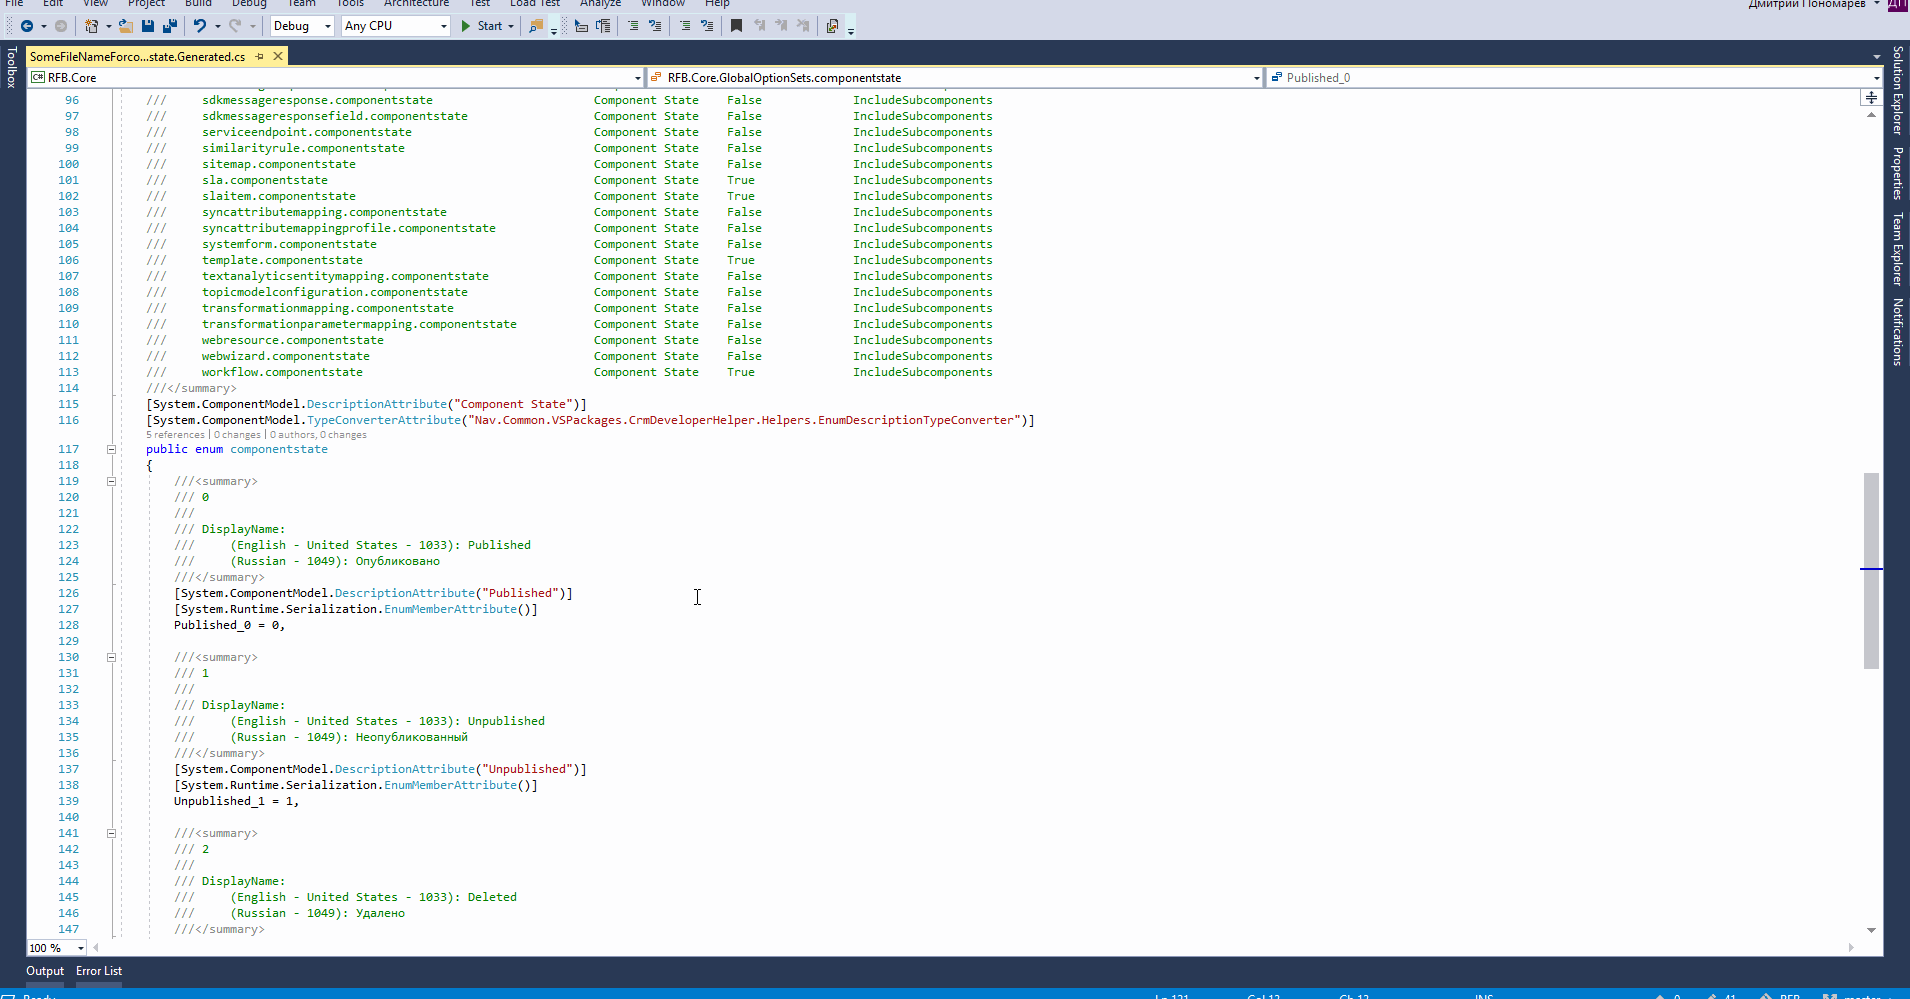 File Edit View Project Build Debug Team Tools Architecture Test Load Test Analyze Window Help Дмитрий Пономарев ДП
Debug Any CPU Start
Toolbox
SomeFileNameForco...state.Generated.cs
RFB.Core RFB.Core.GlobalOptionSets.componentstate Published_0
96 /// sdkmessageresponse.componentstate Component State False IncludeSubcomponents
97 /// sdkmessageresponsefield.componentstate Component State False IncludeSubcomponents
98 /// serviceendpoint.componentstate Component State False IncludeSubcomponents
99 /// similarityrule.componentstate Component State False IncludeSubcomponents
100 /// sitemap.componentstate Component State False IncludeSubcomponents
101 /// sla.componentstate Component State True IncludeSubcomponents
102 /// slaitem.componentstate Component State True IncludeSubcomponents
103 /// syncattributemapping.componentstate Component State False IncludeSubcomponents
104 /// syncattributemappingprofile.componentstate Component State False IncludeSubcomponents
105 /// systemform.componentstate Component State False IncludeSubcomponents
106 /// template.componentstate Component State True IncludeSubcomponents
107 /// textanalyticsentitymapping.componentstate Component State False IncludeSubcomponents
108 /// topicmodelconfiguration.componentstate Component State False IncludeSubcomponents
109 /// transformationmapping.componentstate Component State False IncludeSubcomponents
110 /// transformationparametermapping.componentstate Component State False IncludeSubcomponents
111 /// webresource.componentstate Component State False IncludeSubcomponents
112 /// webwizard.componentstate Component State False IncludeSubcomponents
113 /// workflow.componentstate Component State True IncludeSubcomponents
114 ///</summary>
115 [System.ComponentModel.DescriptionAttribute("Component State")]
116 [System.ComponentModel.TypeConverterAttribute("Nav.Common.VSPackages.CrmDeveloperHelper.Helpers.EnumDescriptionTypeConverter")]
5 references | 0 changes | 0 authors, 0 changes
117 public enum componentstate
118 {
119 ///<summary>
120 /// 0
121 ///
122 /// DisplayName:
123 /// (English - United States - 1033): Published
124 /// (Russian - 1049): Опубликовано
125 ///</summary>
126 [System.ComponentModel.DescriptionAttribute("Published")]
127 [System.Runtime.Serialization.EnumMemberAttribute()]
128 Published_0 = 0,
129
130 ///<summary>
131 /// 1
132 ///
133 /// DisplayName:
134 /// (English - United States - 1033): Unpublished
135 /// (Russian - 1049): Неопубликованный
136 ///</summary>
137 [System.ComponentModel.DescriptionAttribute("Unpublished")]
138 [System.Runtime.Serialization.EnumMemberAttribute()]
139 Unpublished_1 = 1,
140
141 ///<summary>
142 /// 2
143 ///
144 /// DisplayName:
145 /// (English - United States - 1033): Deleted
146 /// (Russian - 1049): Удалено
147 ///</summary>
100 %
Solution Explorer
Properties
Team Explorer
Notifications
Output Error List
Ready Ln 121 Col 12 Ch 12 INS 0 41 RFB master